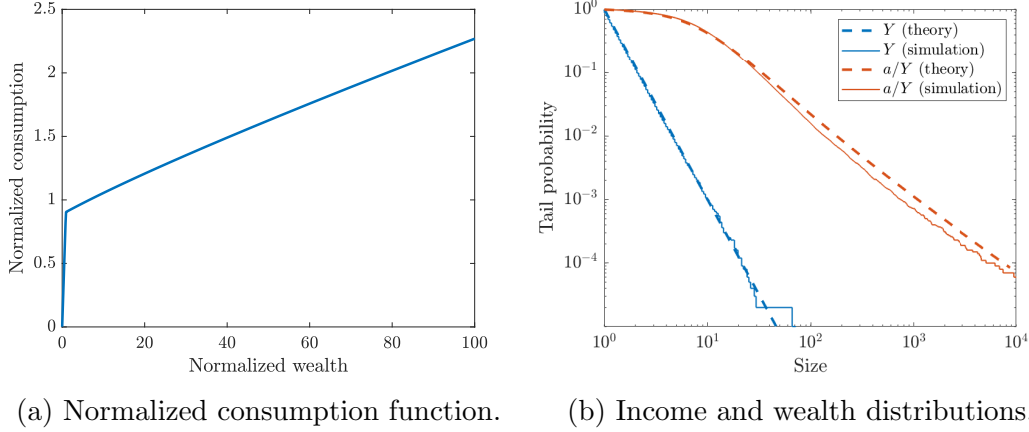 2.5
2
1.5
1
0.5
0
0 20 40 60 80 100
Normalized consumption
Normalized wealth
(a) Normalized consumption function.
10^0
10^-1
10^-2
10^-3
10^-4
10^0 10^1 10^2 10^3 10^4
Tail probability
Size
Y (theory)
Y (simulation)
a/Y (theory)
a/Y (simulation)
(b) Income and wealth distributions.